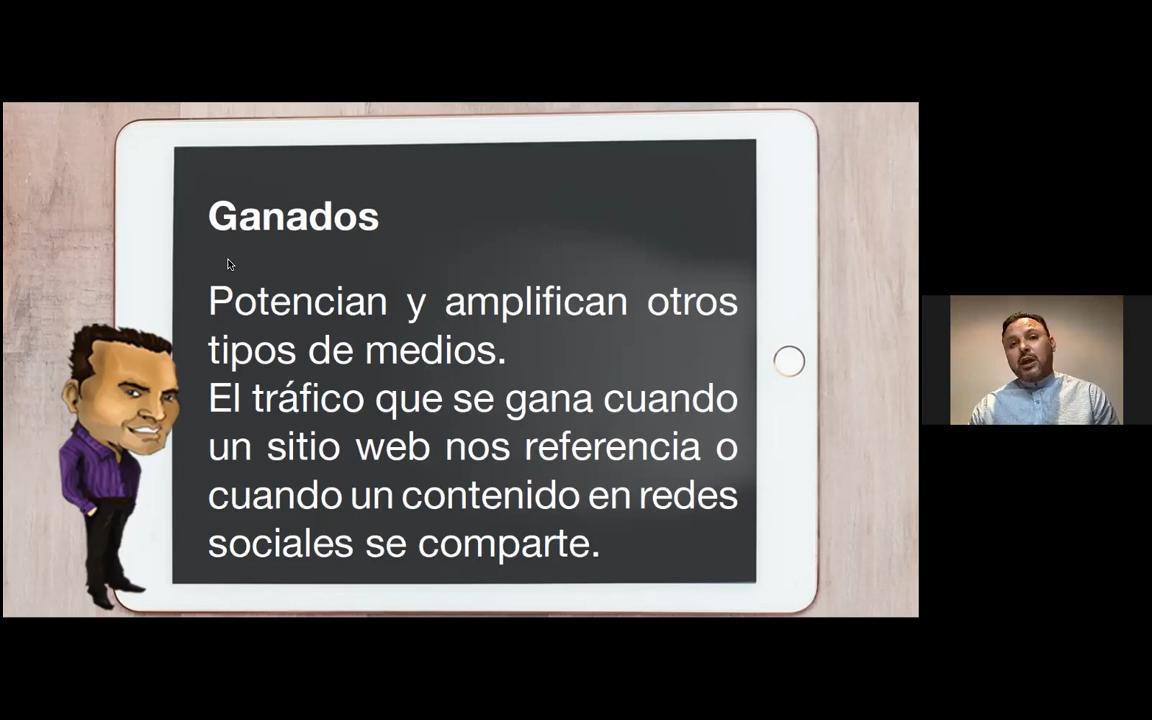 Ganados
Potencian y amplifican otros
tipos de medios.
El tráfico que se gana cuando
un sitio web nos referencia o
cuando un contenido en redes
sociales se comparte.